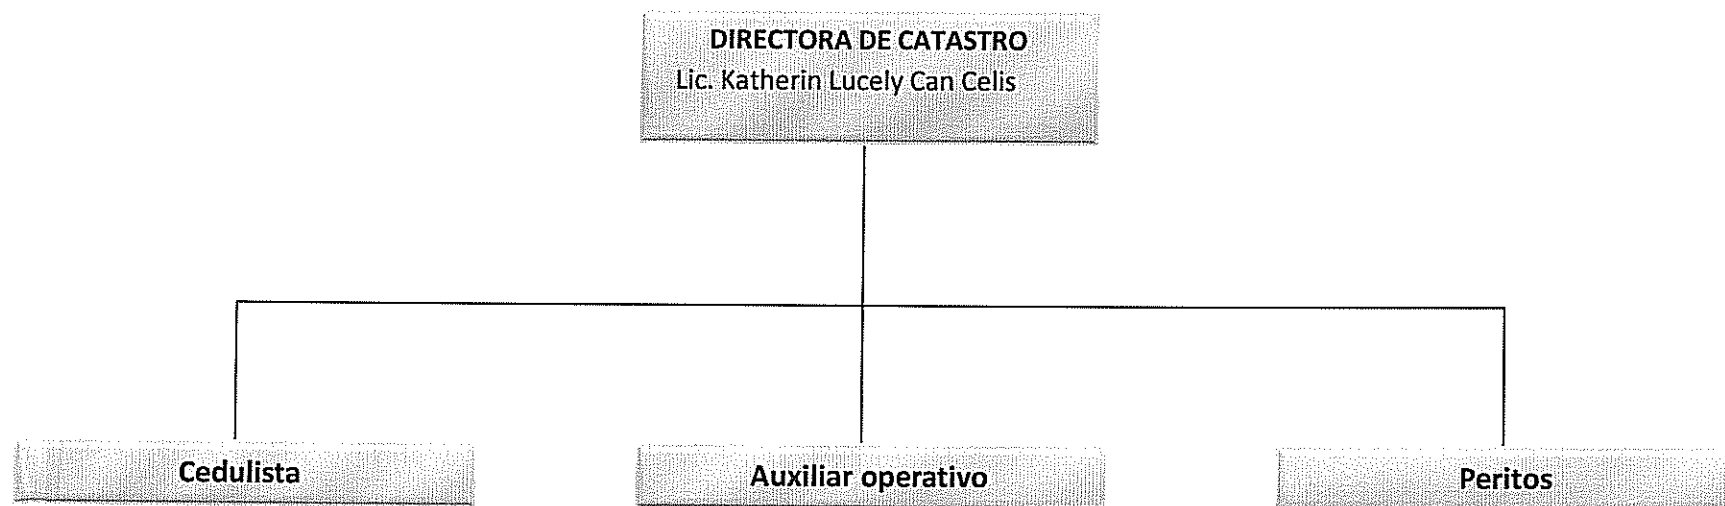 DIRECTORA DE CATASTRO
Lic. Katherin Lucely Can Celis
Cedulista
Auxiliar operativo
Peritos